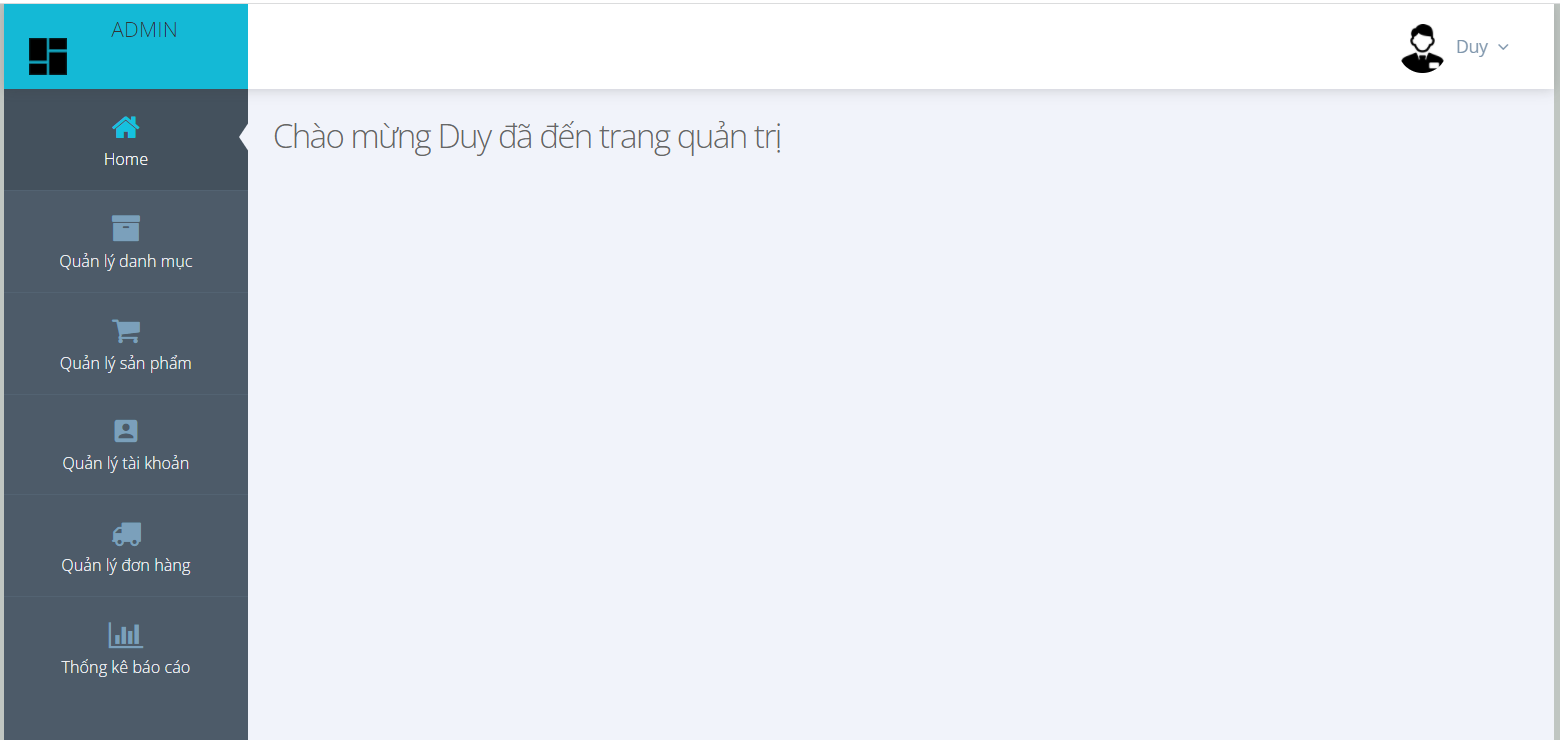 ADMIN
Duy
Home
Chào mừng Duy đã đến trang quản trị
Quản lý danh mục
Quản lý sản phẩm
Quản lý tài khoản
Quản lý đơn hàng
Thống kê báo cáo